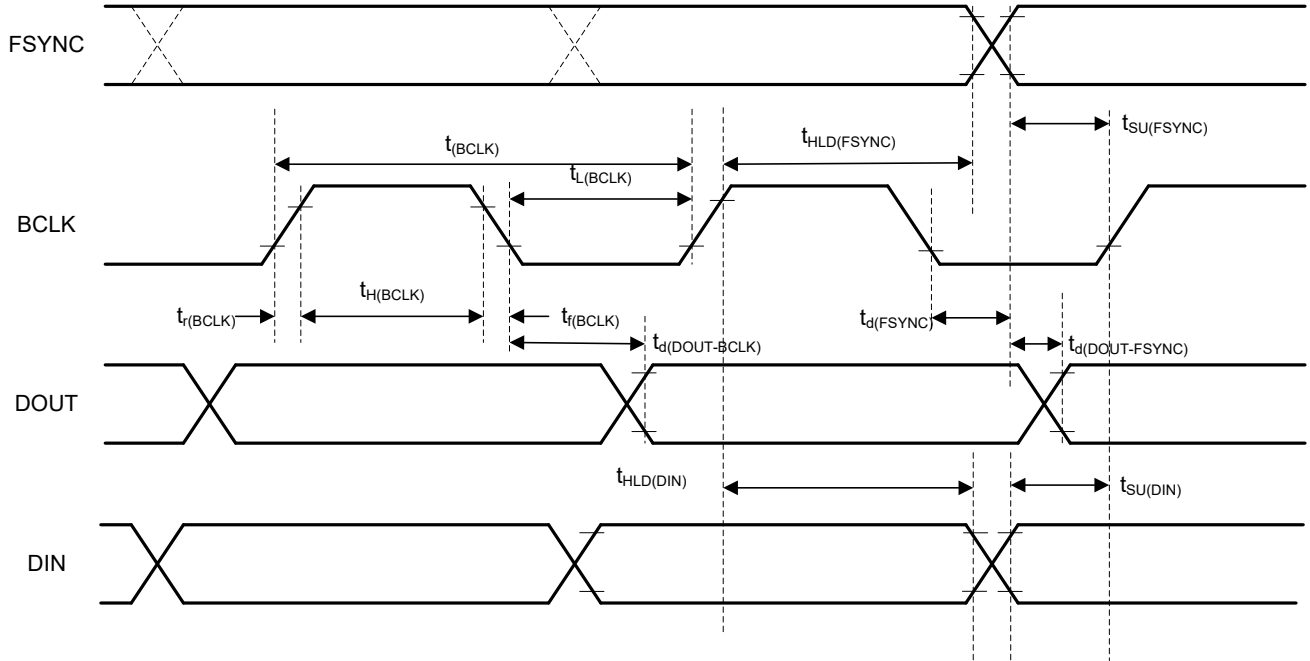 FSYNC
t(BCLK)
tHLD(FSYNC)
tSU(FSYNC)
tL(BCLK)
BCLK
tr(BCLK)
tH(BCLK)
tf(BCLK)
td(FSYNC)
td(DOUT-BCLK)
td(DOUT-FSYNC)
DOUT
tHLD(DIN)
tSU(DIN)
DIN